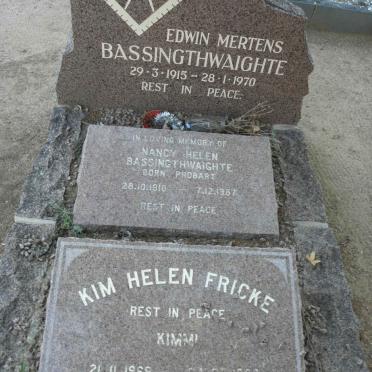 EDWIN MERTENS
BASSINGTHWAIGHTE
29-3-1915 - 28-1-1970
REST IN PEACE.
IN LOVING MEMORY OF
NANCY HELEN
BASSINGTHWAIGHTE
BORN PROBART
REST IN PEACE
KIM HELEN FRICKE
REST IN PEACE
KIMMI